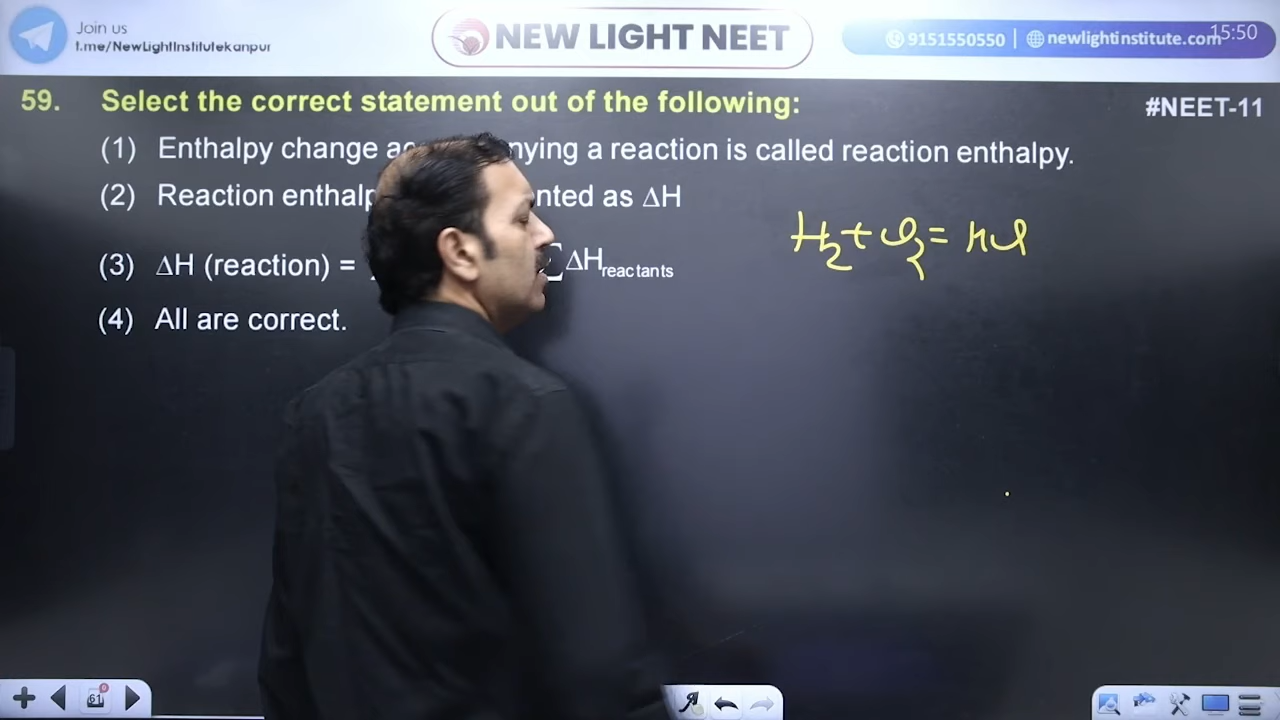 Join us
t.me/NewLightInstitutekanpur
NEW LIGHT NEET
9151550550 | newlightinstitute.com
15:50
59. Select the correct statement out of the following:
#NEET-11
(1) Enthalpy change a nying a reaction is called reaction enthalpy.
(2) Reaction enthalp nted as ΔH
H₂ + Cl₂ = HCl
(3) ΔH (reaction) = ∑ΔHreactants
(4) All are correct.
61